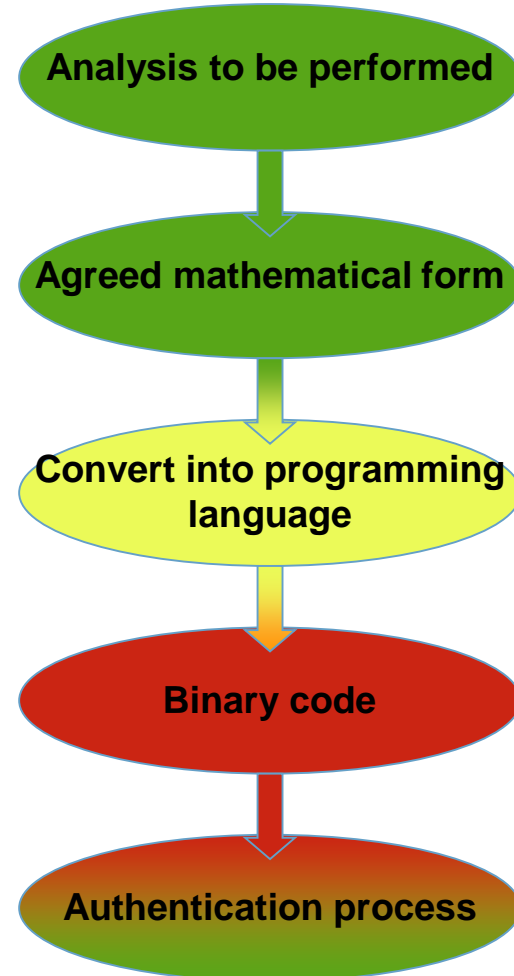 Analysis to be performed
Agreed mathematical form
Convert into programming
language
Binary code
Authentication process